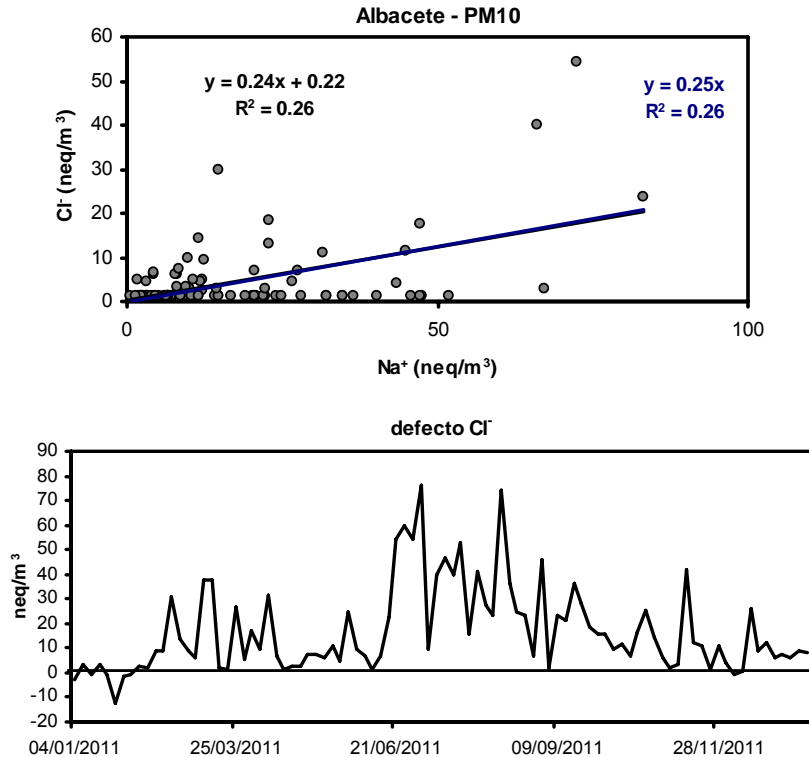 Albacete - PM10
60
50
40
30
20
10
0
Cl- (neq/m3)
y = 0.24x + 0.22
R2 = 0.26
y = 0.25x
R2 = 0.26
0 50 100
Na+ (neq/m3)
defecto Cl-
90
80
70
60
50
40
30
20
10
0
-10
-20
neq/m3
04/01/2011 25/03/2011 21/06/2011 09/09/2011 28/11/2011